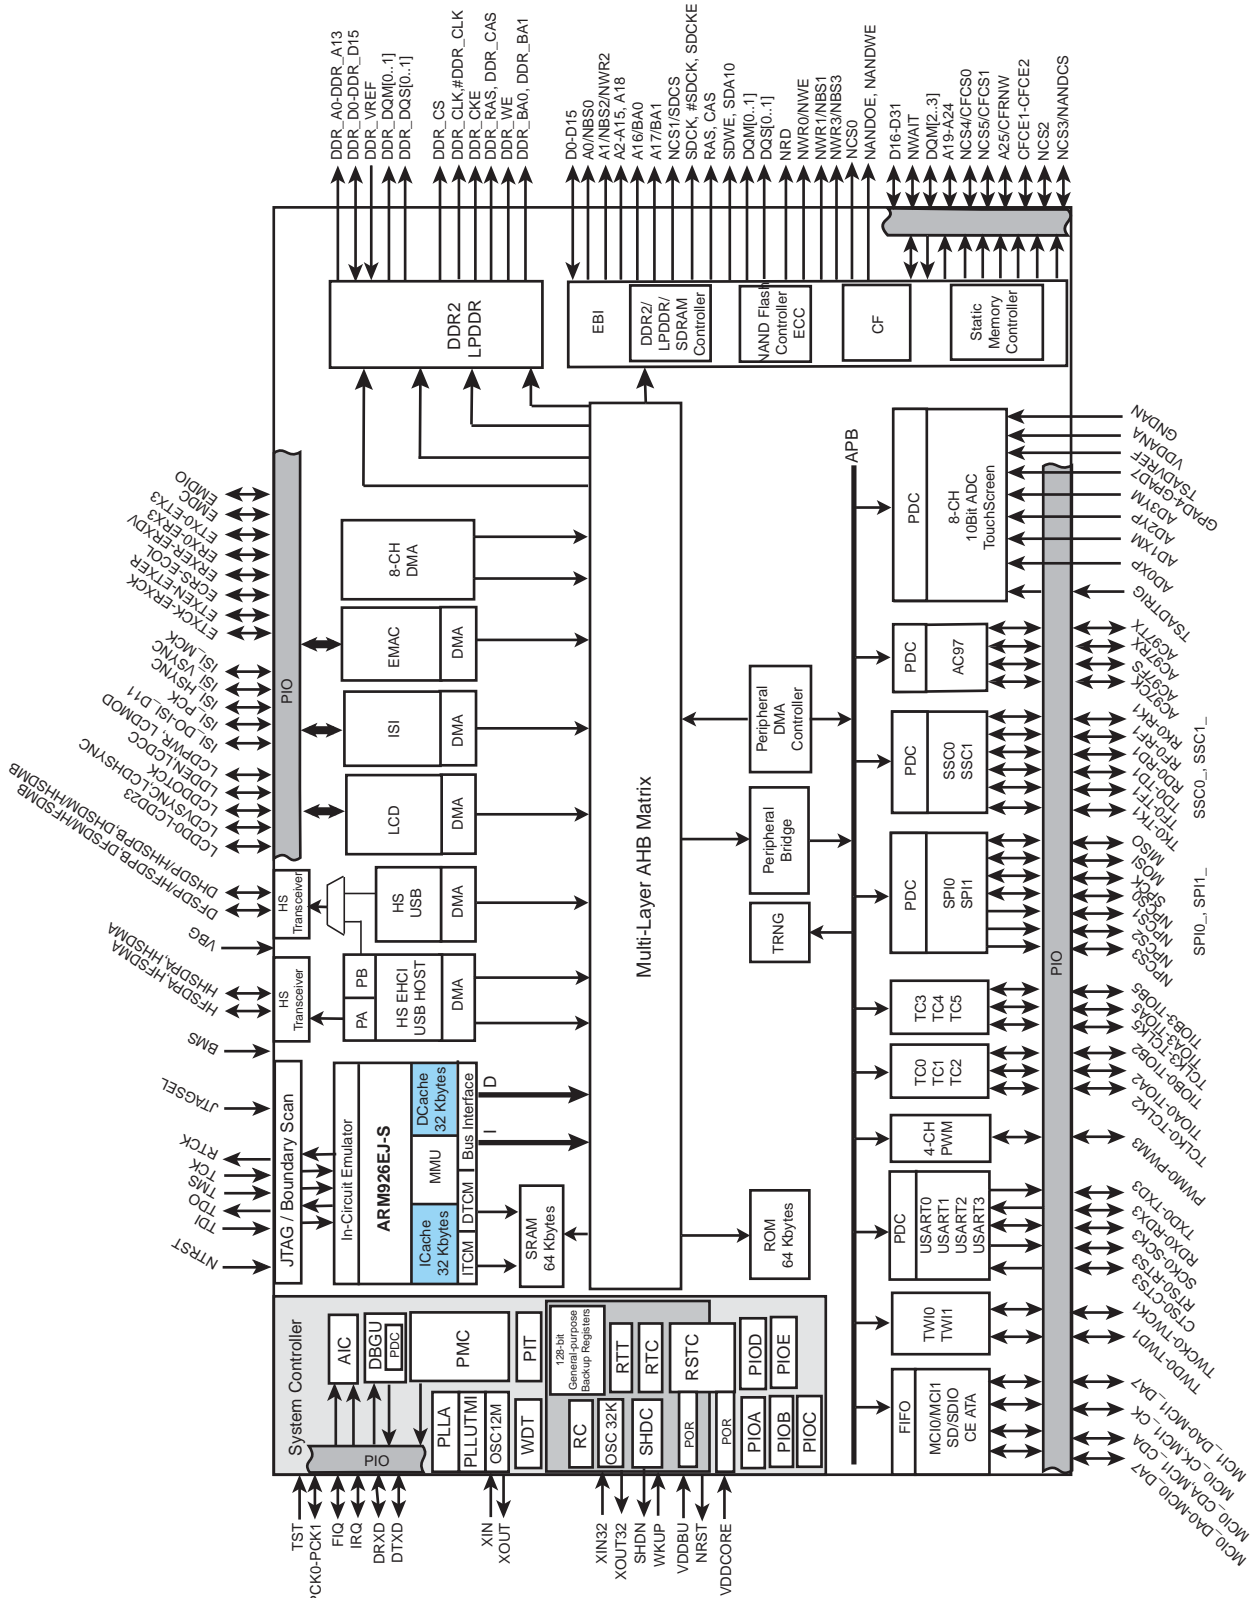 DDR_A0-DDR_A13
DDR_D0-DDR_D15
DDR_VREF
DDR_DQM[0..1]
DDR_DQS[0..1]
DDR_CS
DDR_CLK,#DDR_CLK
DDR_CKE
DDR_RAS, DDR_CAS
DDR_WE
DDR_BA0, DDR_BA1
D0-D15
A0/NBS0
A1/NBS2/NWR2
A2-A15, A18
A16/BA0
A17/BA1
NCS1/SDCS
SDCK, #SDCK, SDCKE
RAS, CAS
SDWE, SDA10
DQM[0..1]
DQS[0..1]
NRD
NWR0/NWE
NWR1/NBS1
NWR3/NBS3
NCS0
NANDOE, NANDWE
D16-D31
NWAIT
DQM[2..3]
A19-A24
NCS4/CFCS0
NCS5/CFCS1
A25/CFRNW
CFCE1-CFCE2
NCS2
NCS3/NANDCS
DDR2
LPDDR
EBI
DDR2/
LPDDR/
SDRAM
Controller
NAND Flash
Controller
ECC
CF
Static
Memory
Controller
EMDIO
EMDC
ETX0-ETX3
ERX0-ERX3
ERXER-ERXDV
ECRS-ECOL
ETXEN-ETXER
ETXCK-ERXCK
ISI_MCK
ISI_VSYNC
ISI_HSYNC
ISI_PCK
ISI_DO-ISI_D11
LCDPWR, LCDMOD
LDDEN,LCDCC
LCDDOTCK
LCDVSYNC,LCDHSYNC
LCDD0-LCDD23
DHSDP/HHSDPB,DHSDM/HHSDMB
DFSDP/HFSDPB,DFSDM/HFSDMB
VBG
HHSDPA,HHSDMA
HFSDPA,HFSDMA
BMS
JTAGSEL
RTCK
TCK
TMS
TDO
TDI
NTRST
PIO
8-CH
DMA
EMAC
DMA
ISI
DMA
LCD
DMA
HS
Transceiver
HS
USB
DMA
HS
Transceiver
PA
PB
HS EHCI
USB HOST
DMA
JTAG / Boundary Scan
In-Circuit Emulator
ARM926EJ-S
ICache
32 Kbytes
MMU
DCache
32 Kbytes
ITCM
DTCM
Bus Interface
I
D
SRAM
64 Kbytes
Multi-Layer AHB Matrix
ROM
64 Kbytes
Peripheral
DMA
Controller
Peripheral
Bridge
TRNG
APB
PDC
8-CH
10Bit ADC
TouchScreen
PDC
AC97
PDC
SSC0
SSC1
PDC
SPI0
SPI1
TC3
TC4
TC5
TC0
TC1
TC2
4-CH
PWM
PDC
USART0
USART1
USART2
USART3
TWI0
TWI1
FIFO
MCI0/MCI1
SD/SDIO
CE ATA
PIO
GNDAN
VDDANA
TSADVREF
GPAD4-GPAD7
AD3YM
AD2YP
AD1XM
AD0XP
TSADTRIG
AC97TX
AC97RX
AC97FS
AC97CK
RK0-RK1
RF0-RF1
RD0-RD1
TD0-TD1
TF0-TF1
TK0-TK1
SSC0_, SSC1_
MISO
MOSI
SPCK
NPCS0
NPCS1
NPCS2
NPCS3
SPI0_, SPI1_
TIOB3-TIOB5
TIOA3-TIOA5
TCLK3-TCLK5
TIOB0-TIOB2
TIOA0-TIOA2
TCLK0-TCLK2
PWM0-PWM3
TXD0-TXD3
RDX0-RDX3
SCK0-SCK3
RTS0-RTS3
CTS0-CTS3
TWCK0-TWCK1
TWD0-TWD1
MCI1_DA0-MCI1_DA7
MCI0_CK,MCI1_CK
MCI0_CDA,MCI1_CDA
MCI0_DA0-MCI0_DA7
System Controller
AIC
DBGU
PDC
PIO
PMC
PLLA
PLLUTMI
OSC12M
PIT
WDT
128-bit
General-purpose
Backup Registers
RC
RTT
OSC 32K
RTC
SHDC
RSTC
POR
POR
PIOD
PIOE
PIOA
PIOB
PIOC
TST
PCK0-PCK1
FIQ
IRQ
DRXD
DTXD
XIN
XOUT
XIN32
XOUT32
SHDN
WKUP
VDDBU
NRST
VDDCORE